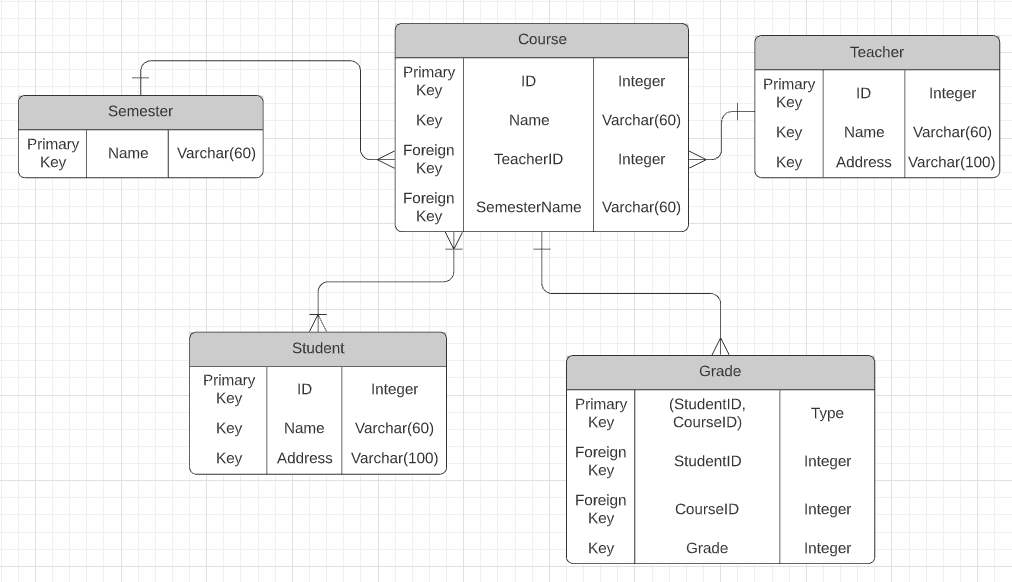 Course
Primary Key ID Integer
Key Name Varchar(60)
Foreign Key TeacherID Integer
Foreign Key SemesterName Varchar(60)
Teacher
Primary Key ID Integer
Key Name Varchar(60)
Key Address Varchar(100)
Semester
Primary Key Name Varchar(60)
Student
Primary Key ID Integer
Key Name Varchar(60)
Key Address Varchar(100)
Grade
Primary Key (StudentID, CourseID) Type
Foreign Key StudentID Integer
Foreign Key CourseID Integer
Key Grade Integer